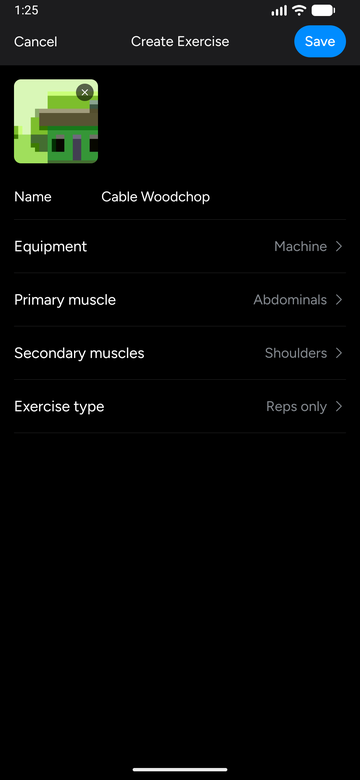 1:25
Cancel Create Exercise Save
Name Cable Woodchop
Equipment Machine
Primary muscle Abdominals
Secondary muscles Shoulders
Exercise type Reps only